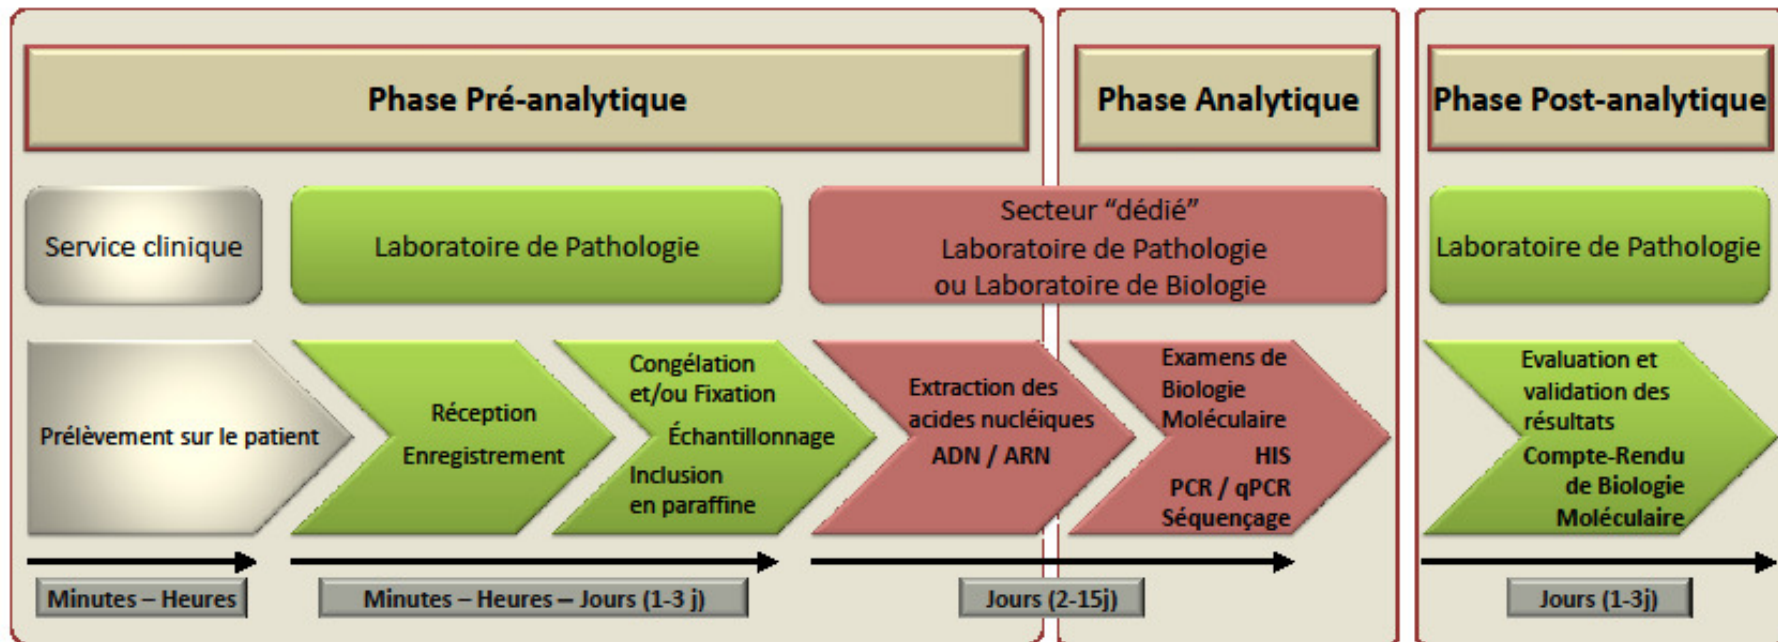 Phase Pré-analytique
Phase Analytique
Phase Post-analytique
Service clinique
Laboratoire de Pathologie
Secteur “dédié”
Laboratoire de Pathologie
ou Laboratoire de Biologie
Laboratoire de Pathologie
Prélèvement sur le patient
Réception
Enregistrement
Congélation
et/ou Fixation
Échantillonnage
Inclusion
en paraffine
Extraction des
acides nucléiques
ADN / ARN
Examens de
Biologie
Moléculaire
HIS
PCR / qPCR
Séquençage
Evaluation et
validation des
résultats
Compte-Rendu
de Biologie
Moléculaire
Minutes – Heures
Minutes – Heures – Jours (1-3 j)
Jours (2-15j)
Jours (1-3j)